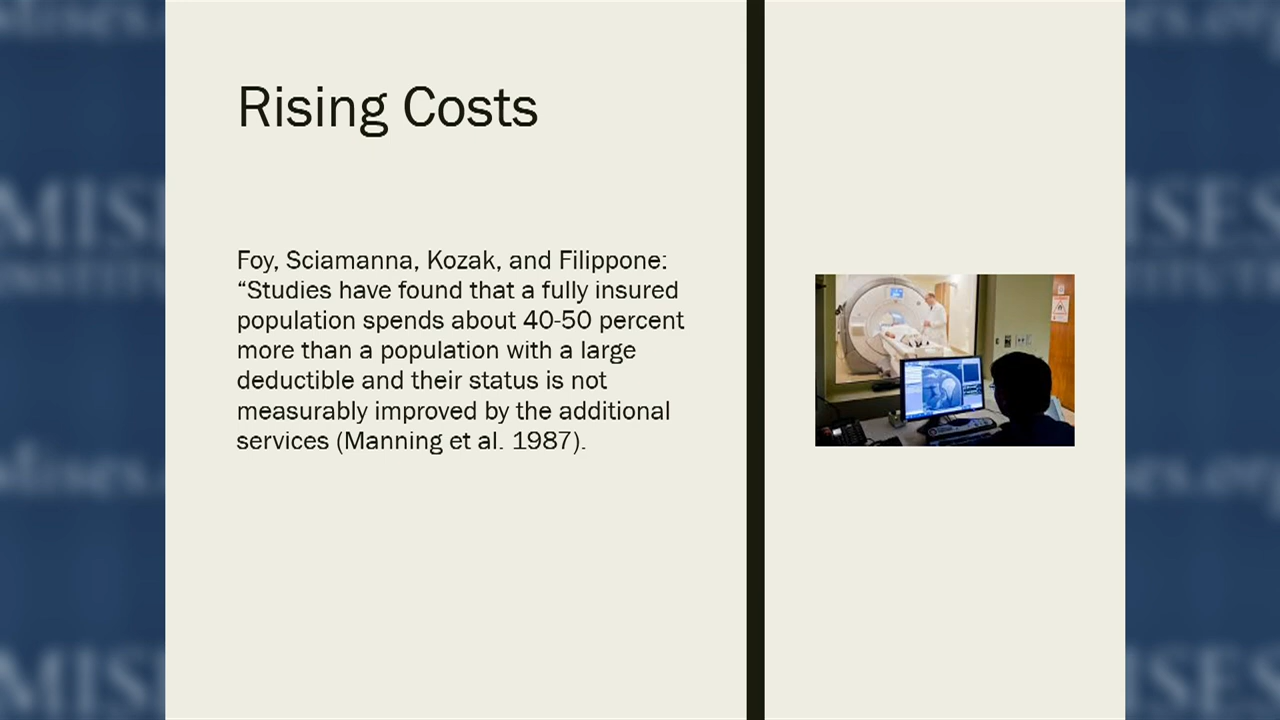 Rising Costs
Foy, Sciamanna, Kozak, and Filippone:
“Studies have found that a fully insured
population spends about 40-50 percent
more than a population with a large
deductible and their status is not
measurably improved by the additional
services (Manning et al. 1987).